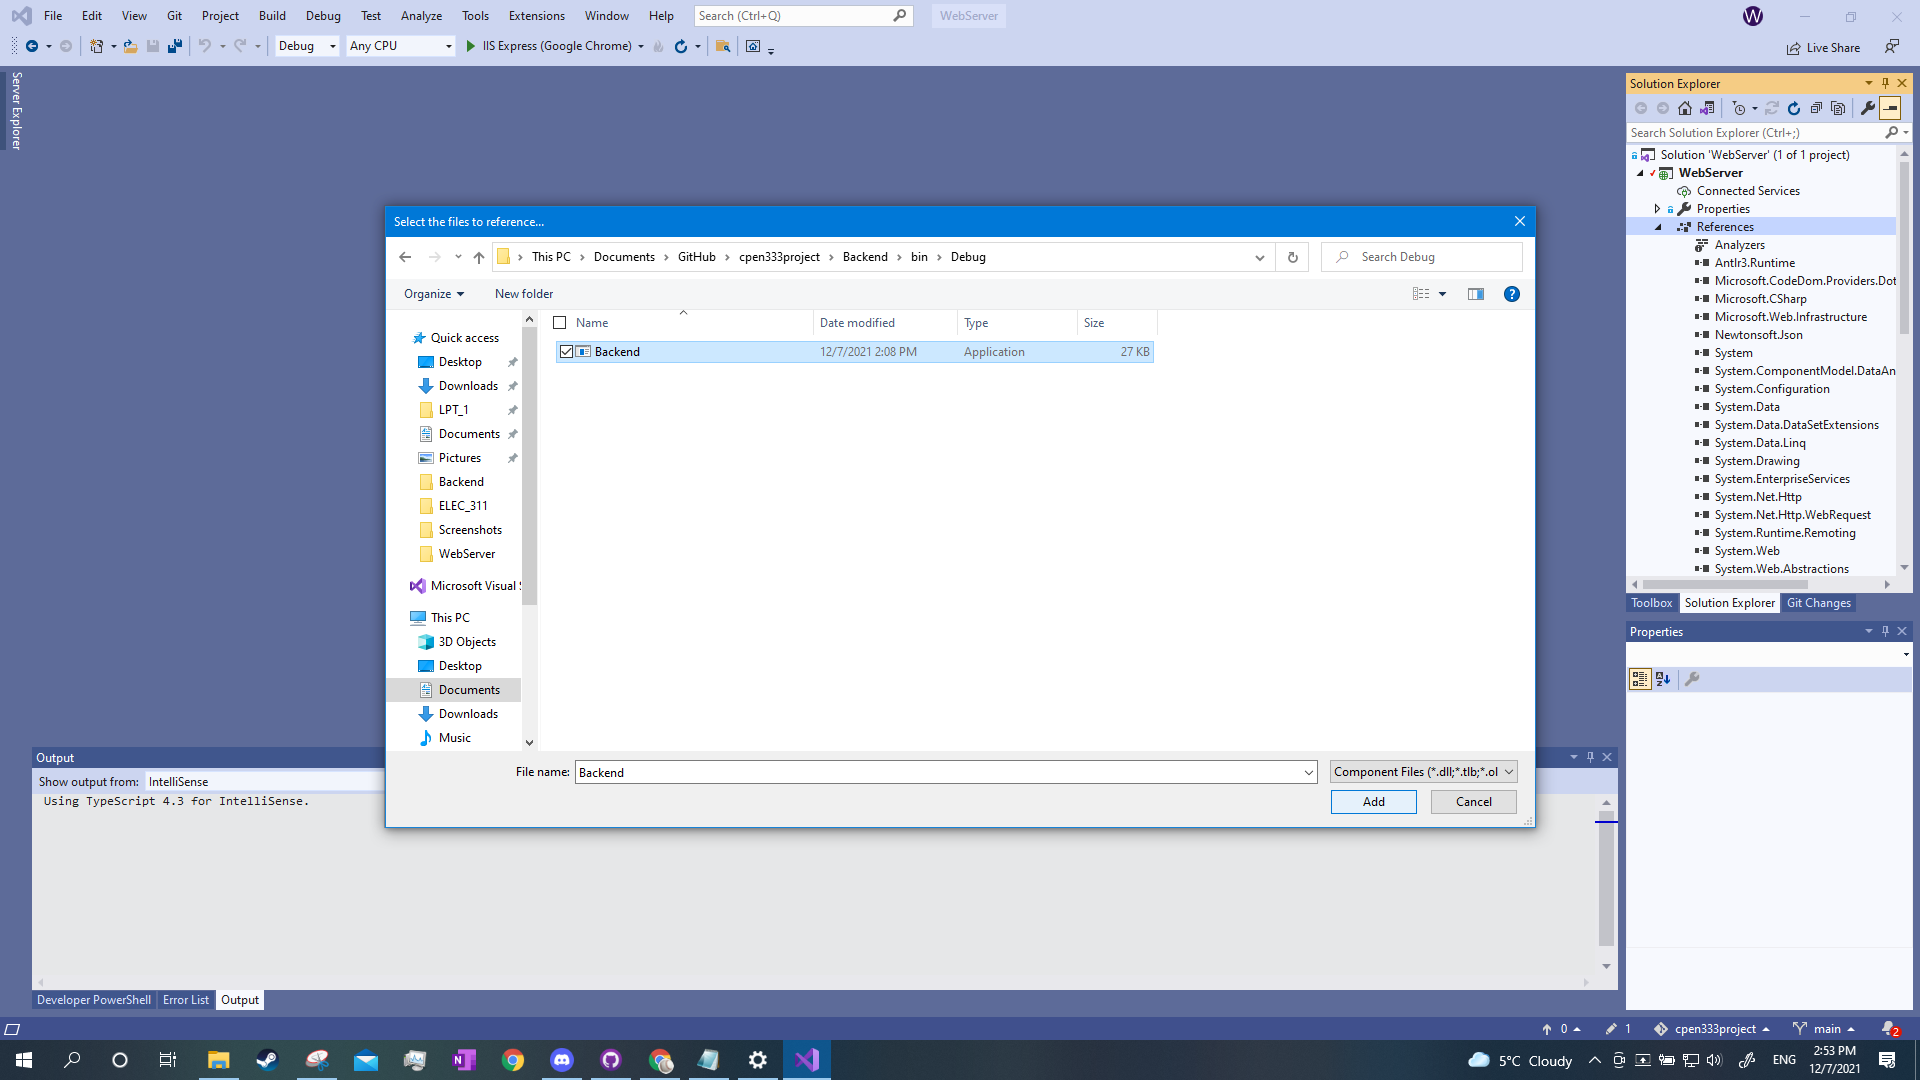 File Edit View Git Project Build Debug Test Analyze Tools Extensions Window Help Search (Ctrl+Q) WebServer W
Debug Any CPU IIS Express (Google Chrome) Live Share
Server Explorer
Solution Explorer
Search Solution Explorer (Ctrl+;)
Solution 'WebServer' (1 of 1 project)
WebServer
Connected Services
Properties
References
Analyzers
Antlr3.Runtime
Microsoft.CodeDom.Providers.Dot
Microsoft.CSharp
Microsoft.Web.Infrastructure
Newtonsoft.Json
System
System.ComponentModel.DataAn
System.Configuration
System.Data
System.Data.DataSetExtensions
System.Data.Linq
System.Drawing
System.EnterpriseServices
System.Net.Http
System.Net.Http.WebRequest
System.Runtime.Remoting
System.Web
System.Web.Abstractions
Toolbox Solution Explorer Git Changes
Properties
Select the files to reference...
This PC Documents GitHub cpen333project Backend bin Debug Search Debug
Organize New folder
Name Date modified Type Size
Backend 12/7/2021 2:08 PM Application 27 KB
Quick access
Desktop
Downloads
LPT_1
Documents
Pictures
Backend
ELEC_311
Screenshots
WebServer
Microsoft Visual S
This PC
3D Objects
Desktop
Documents
Downloads
Music
File name: Backend Component Files (*.dll;*.tlb;*.ol
Add Cancel
Output
Show output from: IntelliSense
Using TypeScript 4.3 for IntelliSense.
Developer PowerShell Error List Output
0 1 cpen333project main 2
5°C Cloudy ENG 2:53 PM
12/7/2021